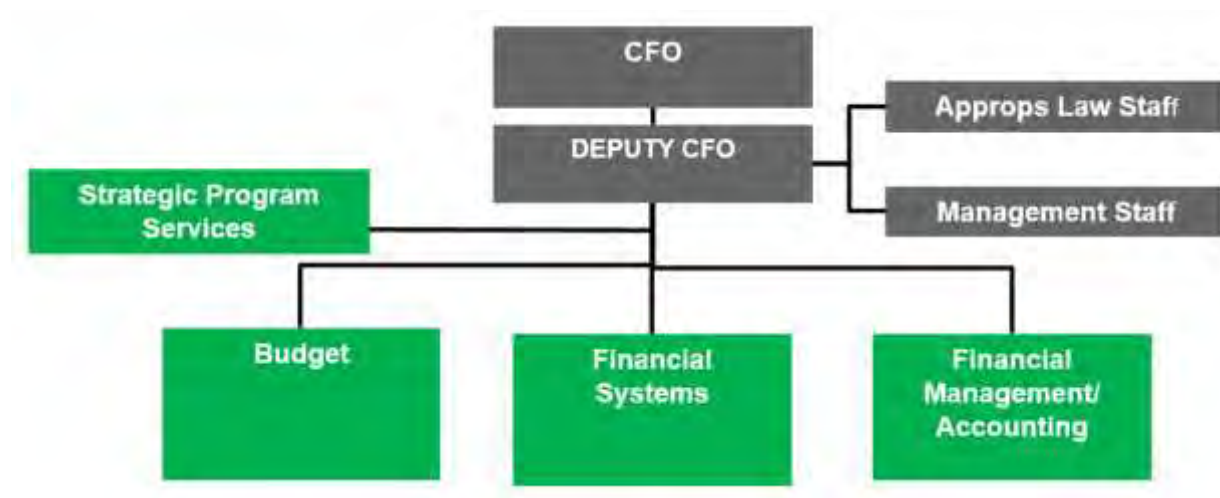 CFO
DEPUTY CFO
Approps Law Staff
Management Staff
Strategic Program
Services
Budget
Financial
Systems
Financial
Management/
Accounting